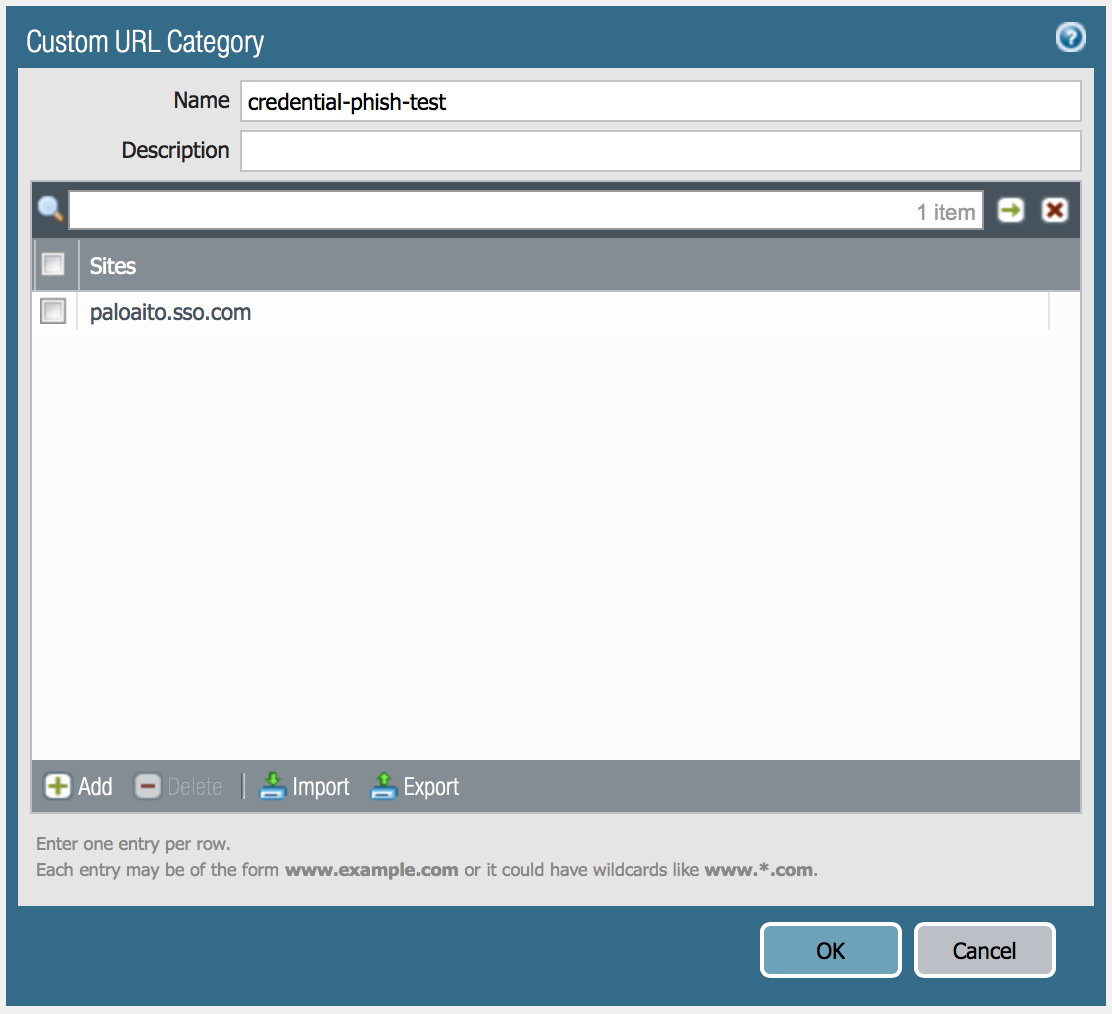 Custom URL Category
Name credential-phish-test
Description
1 item
Sites
paloaito.sso.com
Add Delete Import Export
Enter one entry per row.
Each entry may be of the form www.example.com or it could have wildcards like www.*.com.
OK Cancel